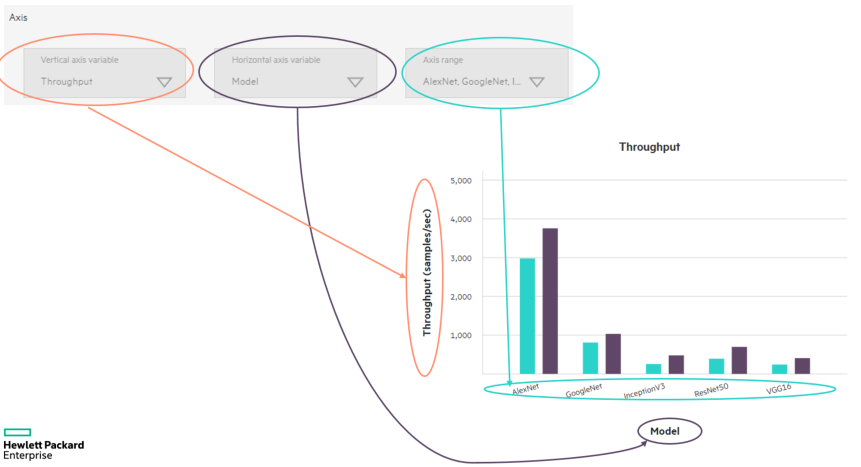 Axis
Vertical axis variable
Throughput
Horizontal axis variable
Model
Axis range
AlexNet, GoogleNet, I...
Throughput
Throughput (samples/sec)
5,000
4,000
3,000
2,000
1,000
AlexNet
GoogleNet
InceptionV3
ResNet50
VGG16
Model
Hewlett Packard
Enterprise